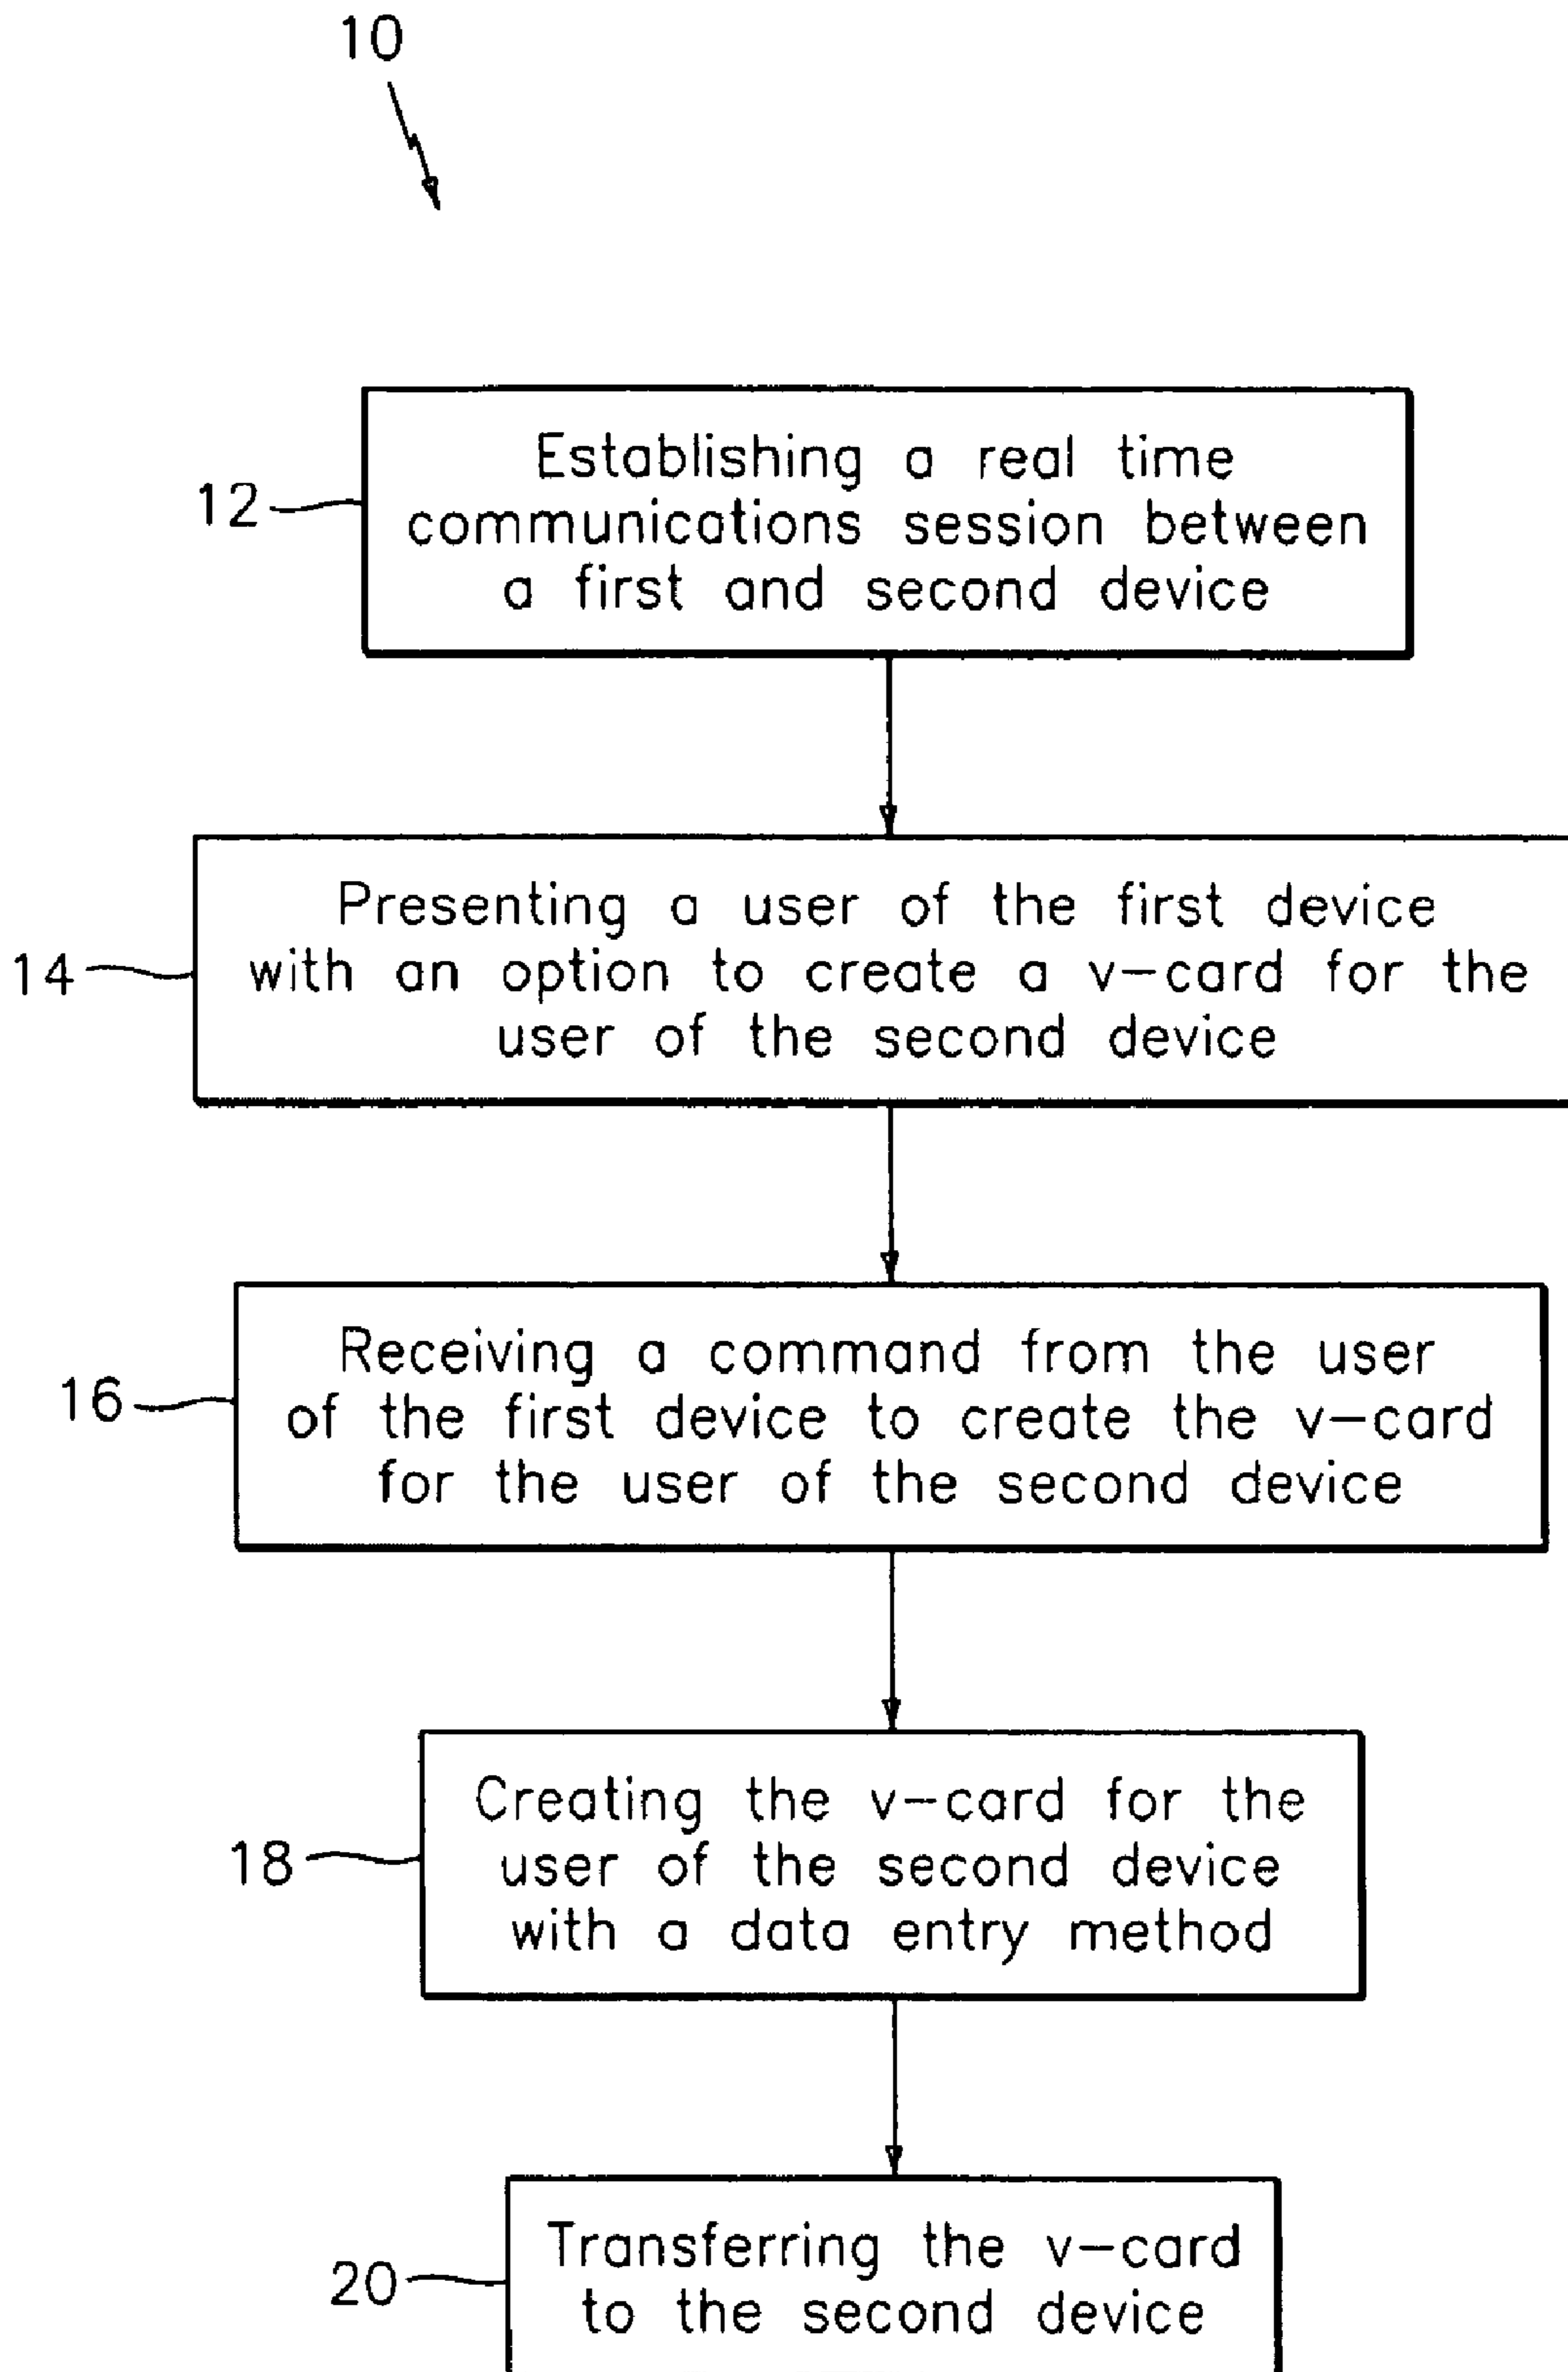 10
12
Establishing a real time
communications session between
a first and second device
14
Presenting a user of the first device
with an option to create a v-card for the
user of the second device
16
Receiving a command from the user
of the first device to create the v-card
for the user of the second device
18
Creating the v-card for the
user of the second device
with a data entry method
20
Transferring the v-card
to the second device